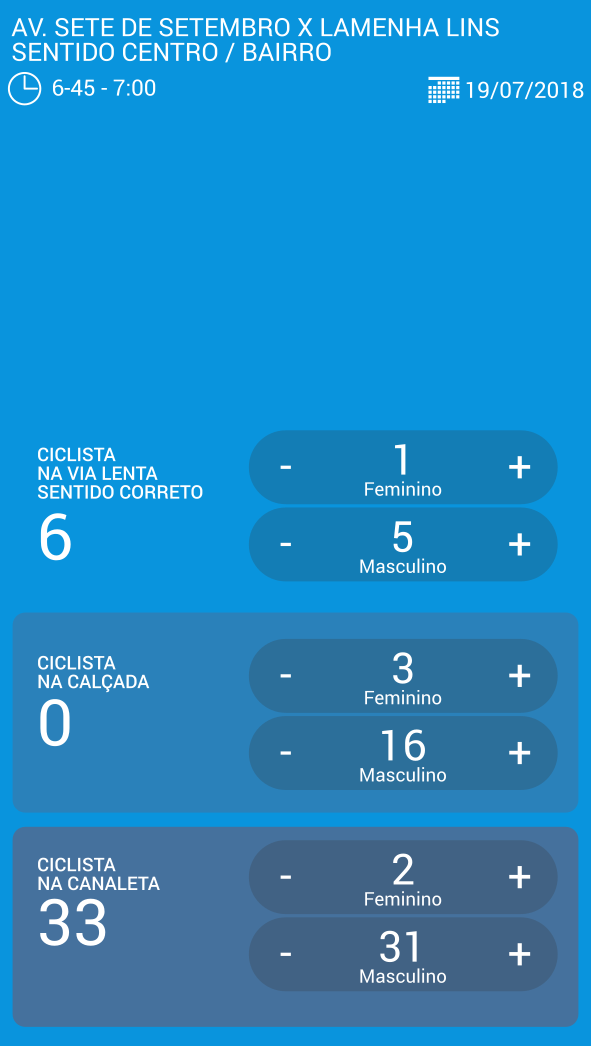 AV. SETE DE SETEMBRO X LAMENHA LINS
SENTIDO CENTRO / BAIRRO
6-45 - 7:00
19/07/2018
CICLISTA
NA VIA LENTA
SENTIDO CORRETO
6
- 1 +
Feminino
- 5 +
Masculino
CICLISTA
NA CALÇADA
0
- 3 +
Feminino
- 16 +
Masculino
CICLISTA
NA CANALETA
33
- 2 +
Feminino
- 31 +
Masculino